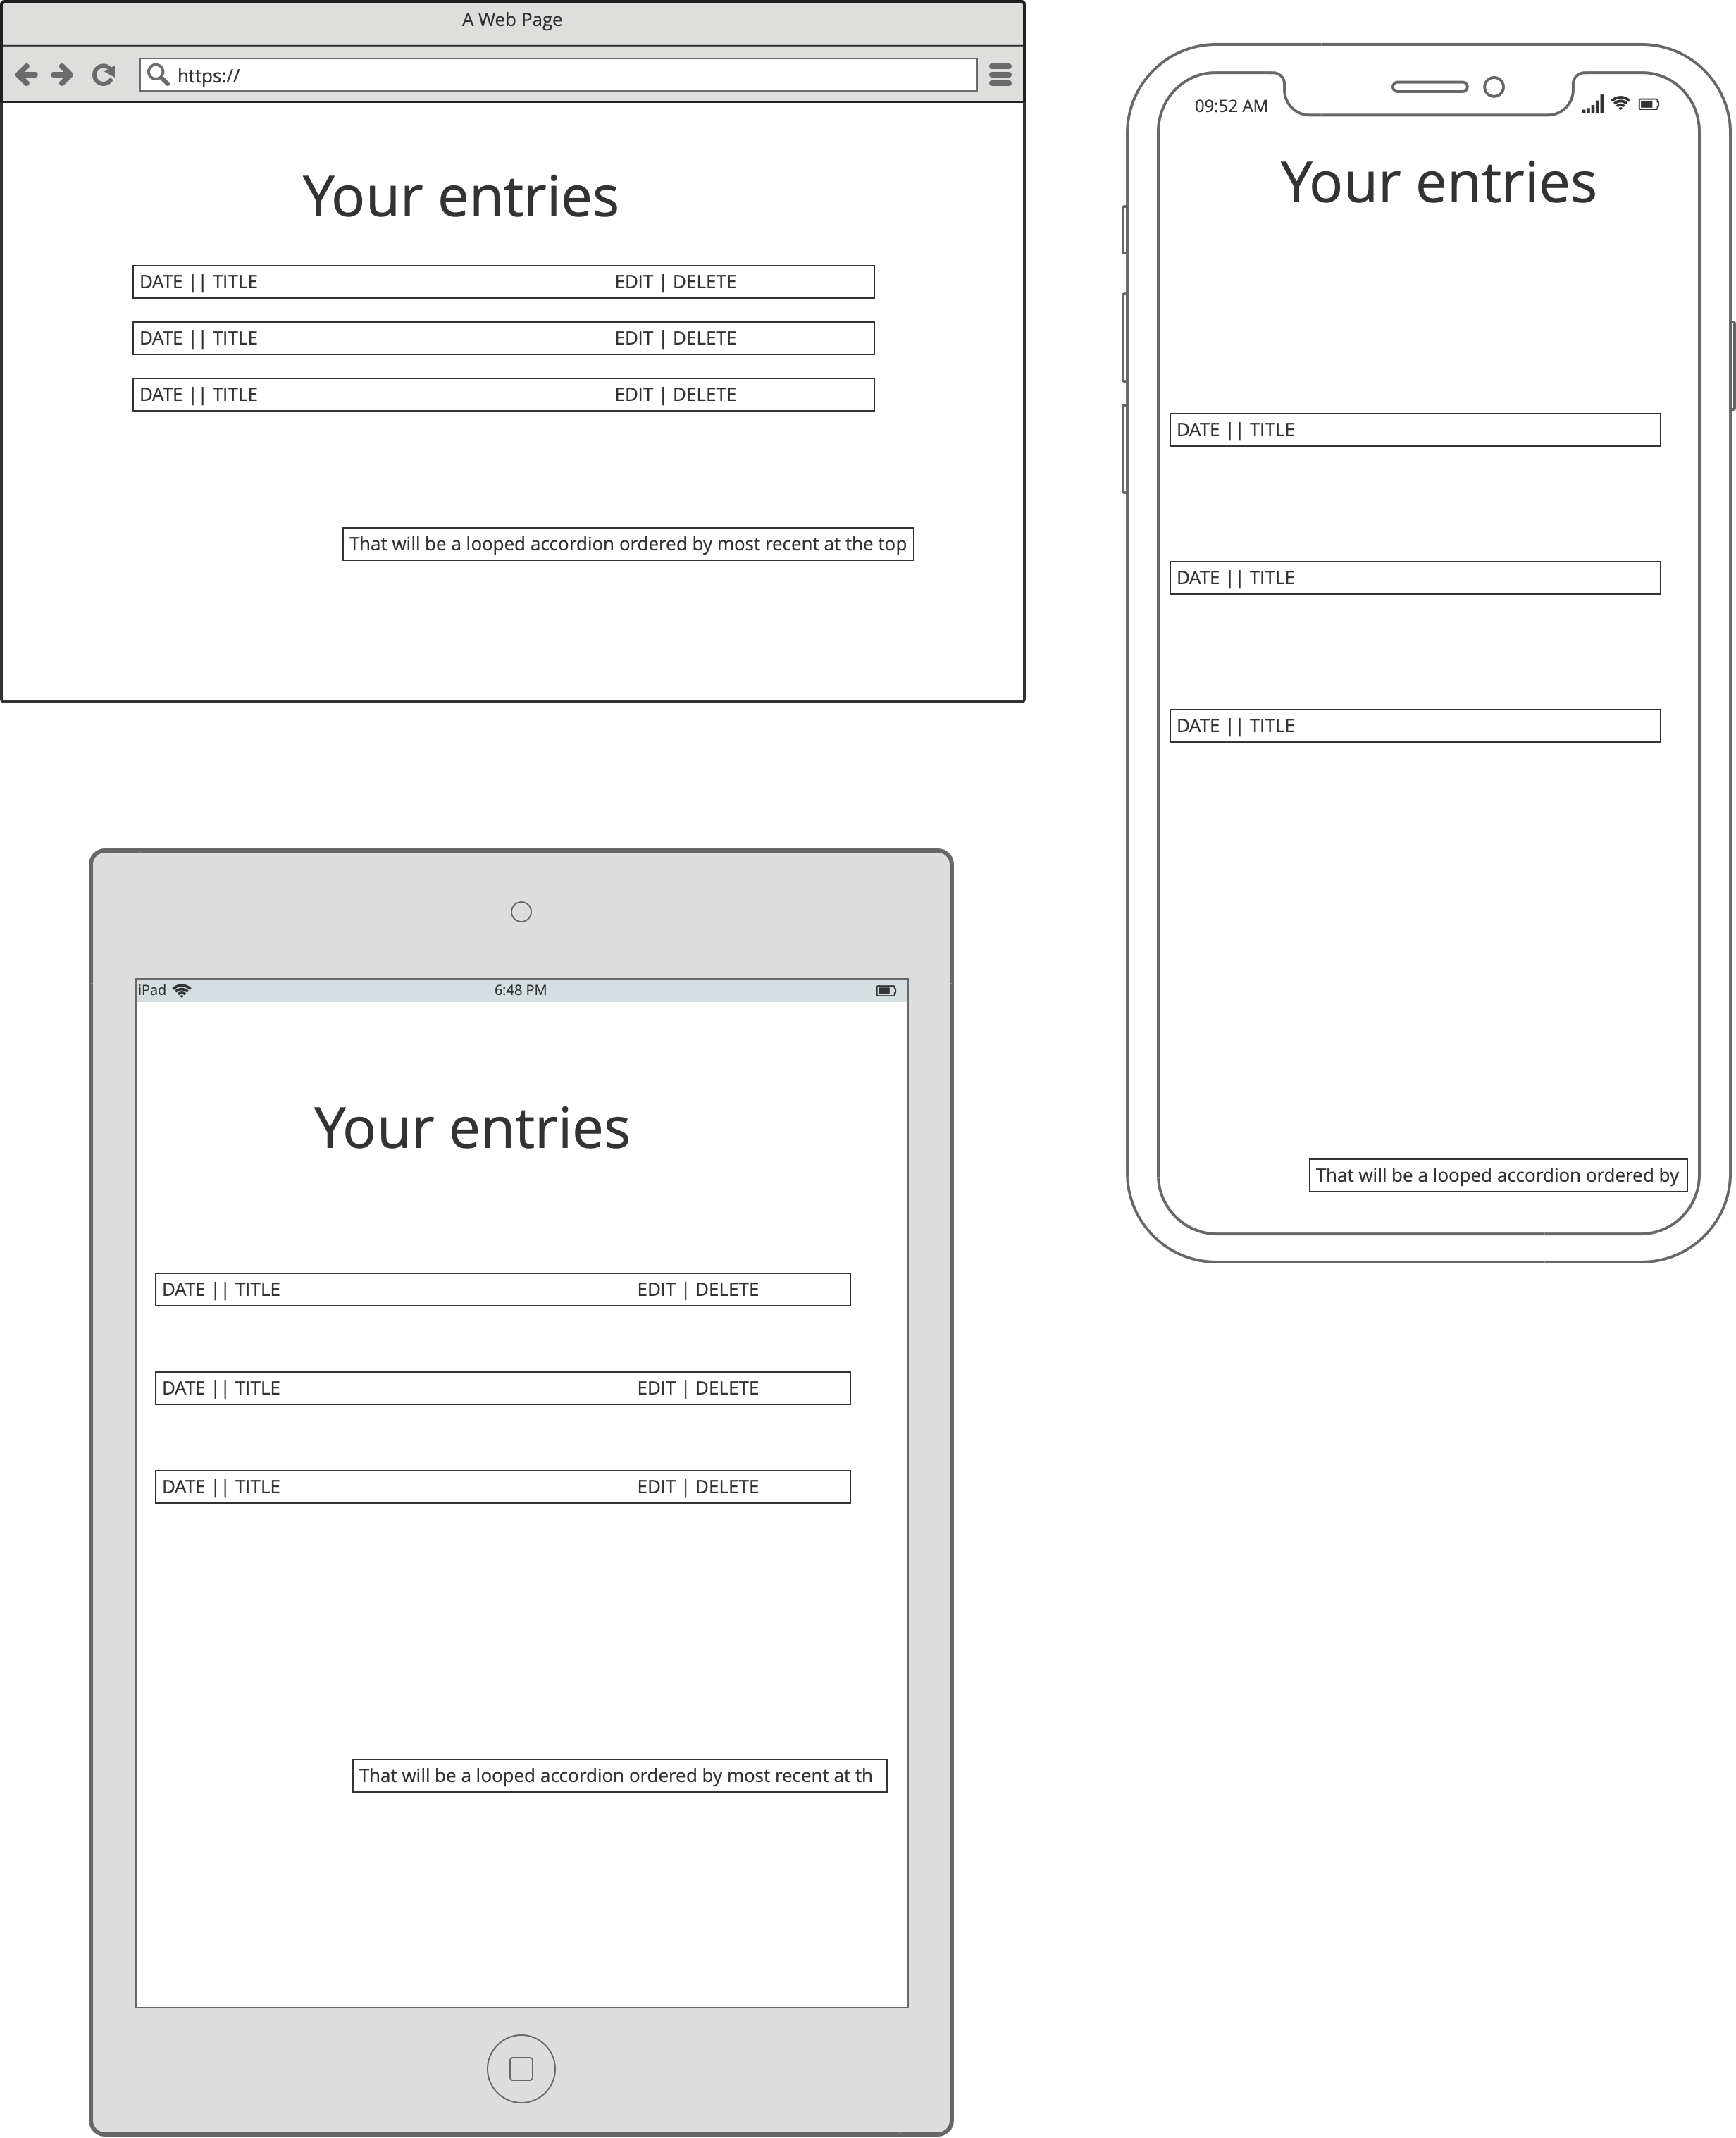 A Web Page
https://
Your entries
DATE || TITLE EDIT | DELETE
DATE || TITLE EDIT | DELETE
DATE || TITLE EDIT | DELETE
That will be a looped accordion ordered by most recent at the top
09:52 AM
Your entries
DATE || TITLE
DATE || TITLE
DATE || TITLE
That will be a looped accordion ordered by
iPad 6:48 PM
Your entries
DATE || TITLE EDIT | DELETE
DATE || TITLE EDIT | DELETE
DATE || TITLE EDIT | DELETE
That will be a looped accordion ordered by most recent at th